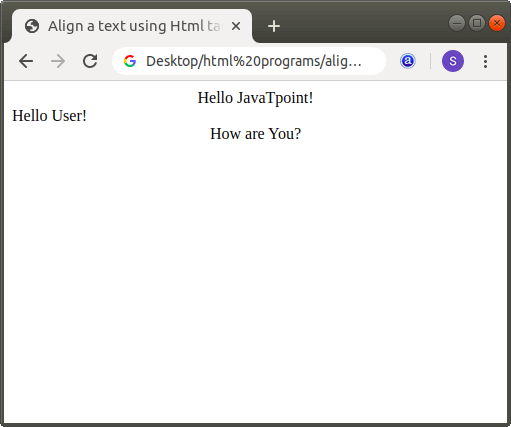 Align a text using Html ta
Desktop/html%20programs/alig...
a
S
Hello JavaTpoint!
Hello User!
How are You?